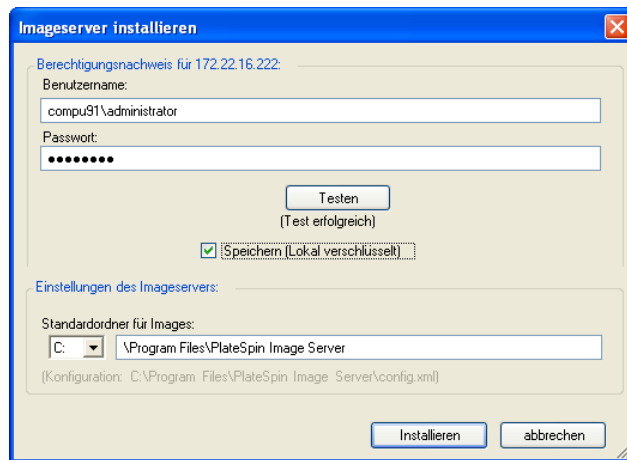 Imageserver installieren
Berechtigungsnachweis für 172.22.16.222:
Benutzername:
compu91\administrator
Passwort:
●●●●●●●●
Testen
(Test erfolgreich)
Speichern (Lokal verschlüsselt)
Einstellungen des Imageservers:
Standardordner für Images:
C: \Program Files\PlateSpin Image Server
(Konfiguration: C:\Program Files\PlateSpin Image Server\config.xml)
Installieren abbrechen